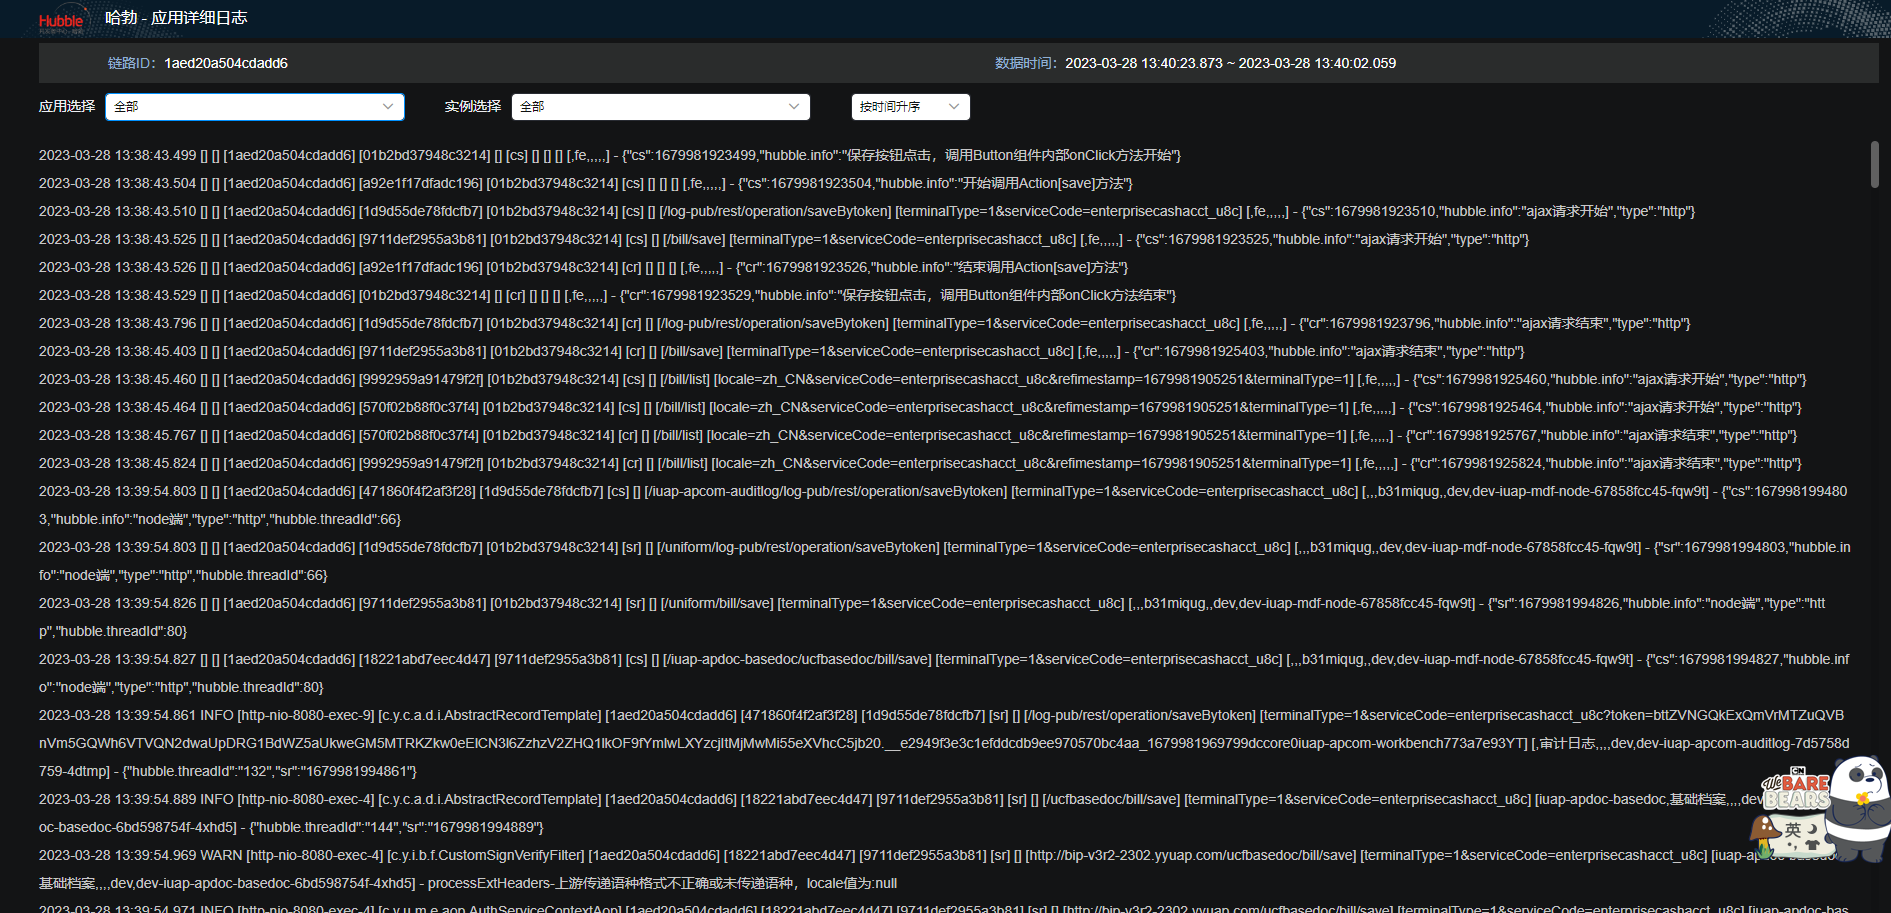 Hubble
哈勃 - 应用详细日志
链路ID: 1aed20a504cdadd6
数据时间: 2023-03-28 13:40:23.873 ~ 2023-03-28 13:40:02.059
应用选择 全部 实例选择 全部 按时间升序
2023-03-28 13:38:43.499 [] [] [1aed20a504cdadd6] [01b2bd37948c3214] [] [cs] [] [] [] [,fe,,,,,] - {"cs":1679981923499,"hubble.info":"保存按钮点击，调用Button组件内部onClick方法开始"}
2023-03-28 13:38:43.504 [] [] [1aed20a504cdadd6] [a92e1f17dfadc196] [01b2bd37948c3214] [cs] [] [] [] [,fe,,,,,] - {"cs":1679981923504,"hubble.info":"开始调用Action[save]方法"}
2023-03-28 13:38:43.510 [] [] [1aed20a504cdadd6] [1d9d55de78fdcfb7] [01b2bd37948c3214] [cs] [] [/log-pub/rest/operation/saveBytoken] [terminalType=1&serviceCode=enterprisecashacct_u8c] [,fe,,,,,] - {"cs":1679981923510,"hubble.info":"ajax请求开始","type":"http"}
2023-03-28 13:38:43.525 [] [] [1aed20a504cdadd6] [9711def2955a3b81] [01b2bd37948c3214] [cs] [] [/bill/save] [terminalType=1&serviceCode=enterprisecashacct_u8c] [,fe,,,,,] - {"cs":1679981923525,"hubble.info":"ajax请求开始","type":"http"}
2023-03-28 13:38:43.526 [] [] [1aed20a504cdadd6] [a92e1f17dfadc196] [01b2bd37948c3214] [cr] [] [] [] [,fe,,,,,] - {"cr":1679981923526,"hubble.info":"结束调用Action[save]方法"}
2023-03-28 13:38:43.529 [] [] [1aed20a504cdadd6] [01b2bd37948c3214] [] [cr] [] [] [] [,fe,,,,,] - {"cr":1679981923529,"hubble.info":"保存按钮点击，调用Button组件内部onClick方法结束"}
2023-03-28 13:38:43.796 [] [] [1aed20a504cdadd6] [1d9d55de78fdcfb7] [01b2bd37948c3214] [cr] [] [/log-pub/rest/operation/saveBytoken] [terminalType=1&serviceCode=enterprisecashacct_u8c] [,fe,,,,,] - {"cr":1679981923796,"hubble.info":"ajax请求结束","type":"http"}
2023-03-28 13:38:45.403 [] [] [1aed20a504cdadd6] [9711def2955a3b81] [01b2bd37948c3214] [cr] [] [/bill/save] [terminalType=1&serviceCode=enterprisecashacct_u8c] [,fe,,,,,] - {"cr":1679981925403,"hubble.info":"ajax请求结束","type":"http"}
2023-03-28 13:38:45.460 [] [] [1aed20a504cdadd6] [9992959a91479f2f] [01b2bd37948c3214] [cs] [] [/bill/list] [locale=zh_CN&serviceCode=enterprisecashacct_u8c&refimestamp=1679981905251&terminalType=1] [,fe,,,,,] - {"cs":1679981925460,"hubble.info":"ajax请求开始","type":"http"}
2023-03-28 13:38:45.464 [] [] [1aed20a504cdadd6] [570f02b88f0c37f4] [01b2bd37948c3214] [cs] [] [/bill/list] [locale=zh_CN&serviceCode=enterprisecashacct_u8c&refimestamp=1679981905251&terminalType=1] [,fe,,,,,] - {"cs":1679981925464,"hubble.info":"ajax请求开始","type":"http"}
2023-03-28 13:38:45.767 [] [] [1aed20a504cdadd6] [570f02b88f0c37f4] [01b2bd37948c3214] [cr] [] [/bill/list] [locale=zh_CN&serviceCode=enterprisecashacct_u8c&refimestamp=1679981905251&terminalType=1] [,fe,,,,,] - {"cr":1679981925767,"hubble.info":"ajax请求结束","type":"http"}
2023-03-28 13:38:45.824 [] [] [1aed20a504cdadd6] [9992959a91479f2f] [01b2bd37948c3214] [cr] [] [/bill/list] [locale=zh_CN&serviceCode=enterprisecashacct_u8c&refimestamp=1679981905251&terminalType=1] [,fe,,,,,] - {"cr":1679981925824,"hubble.info":"ajax请求结束","type":"http"}
2023-03-28 13:39:54.803 [] [] [1aed20a504cdadd6] [471860f4f2af3f28] [1d9d55de78fdcfb7] [cs] [] [/iuap-apcom-auditlog/log-pub/rest/operation/saveBytoken] [terminalType=1&serviceCode=enterprisecashacct_u8c] [,,,b31miqug,,dev,dev-iuap-mdf-node-67858fcc45-fqw9t] - {"cs":167998199480
3,"hubble.info":"node端","type":"http","hubble.threadId":66}
2023-03-28 13:39:54.803 [] [] [1aed20a504cdadd6] [1d9d55de78fdcfb7] [01b2bd37948c3214] [sr] [] [/uniform/log-pub/rest/operation/saveBytoken] [terminalType=1&serviceCode=enterprisecashacct_u8c] [,,,b31miqug,,dev,dev-iuap-mdf-node-67858fcc45-fqw9t] - {"sr":1679981994803,"hubble.in
fo":"node端","type":"http","hubble.threadId":66}
2023-03-28 13:39:54.826 [] [] [1aed20a504cdadd6] [9711def2955a3b81] [01b2bd37948c3214] [sr] [] [/uniform/bill/save] [terminalType=1&serviceCode=enterprisecashacct_u8c] [,,,b31miqug,,dev,dev-iuap-mdf-node-67858fcc45-fqw9t] - {"sr":1679981994826,"hubble.info":"node端","type":"htt
p","hubble.threadId":80}
2023-03-28 13:39:54.827 [] [] [1aed20a504cdadd6] [18221abd7eec4d47] [9711def2955a3b81] [cs] [] [/iuap-apdoc-basedoc/ucfbasedoc/bill/save] [terminalType=1&serviceCode=enterprisecashacct_u8c] [,,,b31miqug,,dev,dev-iuap-mdf-node-67858fcc45-fqw9t] - {"cs":1679981994827,"hubble.inf
o":"node端","type":"http","hubble.threadId":80}
2023-03-28 13:39:54.861 INFO [http-nio-8080-exec-9] [c.y.c.a.d.i.AbstractRecordTemplate] [1aed20a504cdadd6] [471860f4f2af3f28] [1d9d55de78fdcfb7] [sr] [] [/log-pub/rest/operation/saveBytoken] [terminalType=1&serviceCode=enterprisecashacct_u8c?token=bttZVNGQkExQmVrMTZuQVB
nVm5GQWh6VTVQN2dwaUpDRG1BdWZ5aUkweGM5MTRKZkw0eEICN3I6ZzhzV2ZHQ1lkOF9fYmlwLXYzcjltMjMwMi55eXVhcC5jb20.__e2949f3e3c1efddcdb9ee970570bc4aa_1679981969799dccore0iuap-apcom-workbench773a7e93YT] [,审计日志,,,,dev,dev-iuap-apcom-auditlog-7d5758d
759-4dtmp] - {"hubble.threadId":"132","sr":"1679981994861"}
2023-03-28 13:39:54.889 INFO [http-nio-8080-exec-4] [c.y.c.a.d.i.AbstractRecordTemplate] [1aed20a504cdadd6] [18221abd7eec4d47] [9711def2955a3b81] [sr] [] [/ucfbasedoc/bill/save] [terminalType=1&serviceCode=enterprisecashacct_u8c] [iuap-apdoc-basedoc,基础档案,,,,dev
oc-basedoc-6bd598754f-4xhd5] - {"hubble.threadId":"144","sr":"1679981994889"}
2023-03-28 13:39:54.969 WARN [http-nio-8080-exec-4] [c.y.i.b.f.CustomSignVerifyFilter] [1aed20a504cdadd6] [18221abd7eec4d47] [9711def2955a3b81] [sr] [] [http://bip-v3r2-2302.yyuap.com/ucfbasedoc/bill/save] [terminalType=1&serviceCode=enterprisecashacct_u8c] [iuap-ap
基础档案,,,,dev,dev-iuap-apdoc-basedoc-6bd598754f-4xhd5] - processExtHeaders-上游传递语种格式不正确或未传递语种，locale值为:null
2023-03-28 13:39:54.971 INFO [http-nio-8080-exec-4] [c.y.u.m.e.aop.AuthServiceContextAop] [1aed20a504cdadd6] [18221abd7eec4d47] [9711def2955a3b81] [sr] [] [http://bip-v3r2-2302.yyuap.com/ucfbasedoc/bill/save] [terminalType=1&serviceCode=enterprisecashacct_u8c] [iuap-apdoc-bas
CN
We BARE BEARS
英